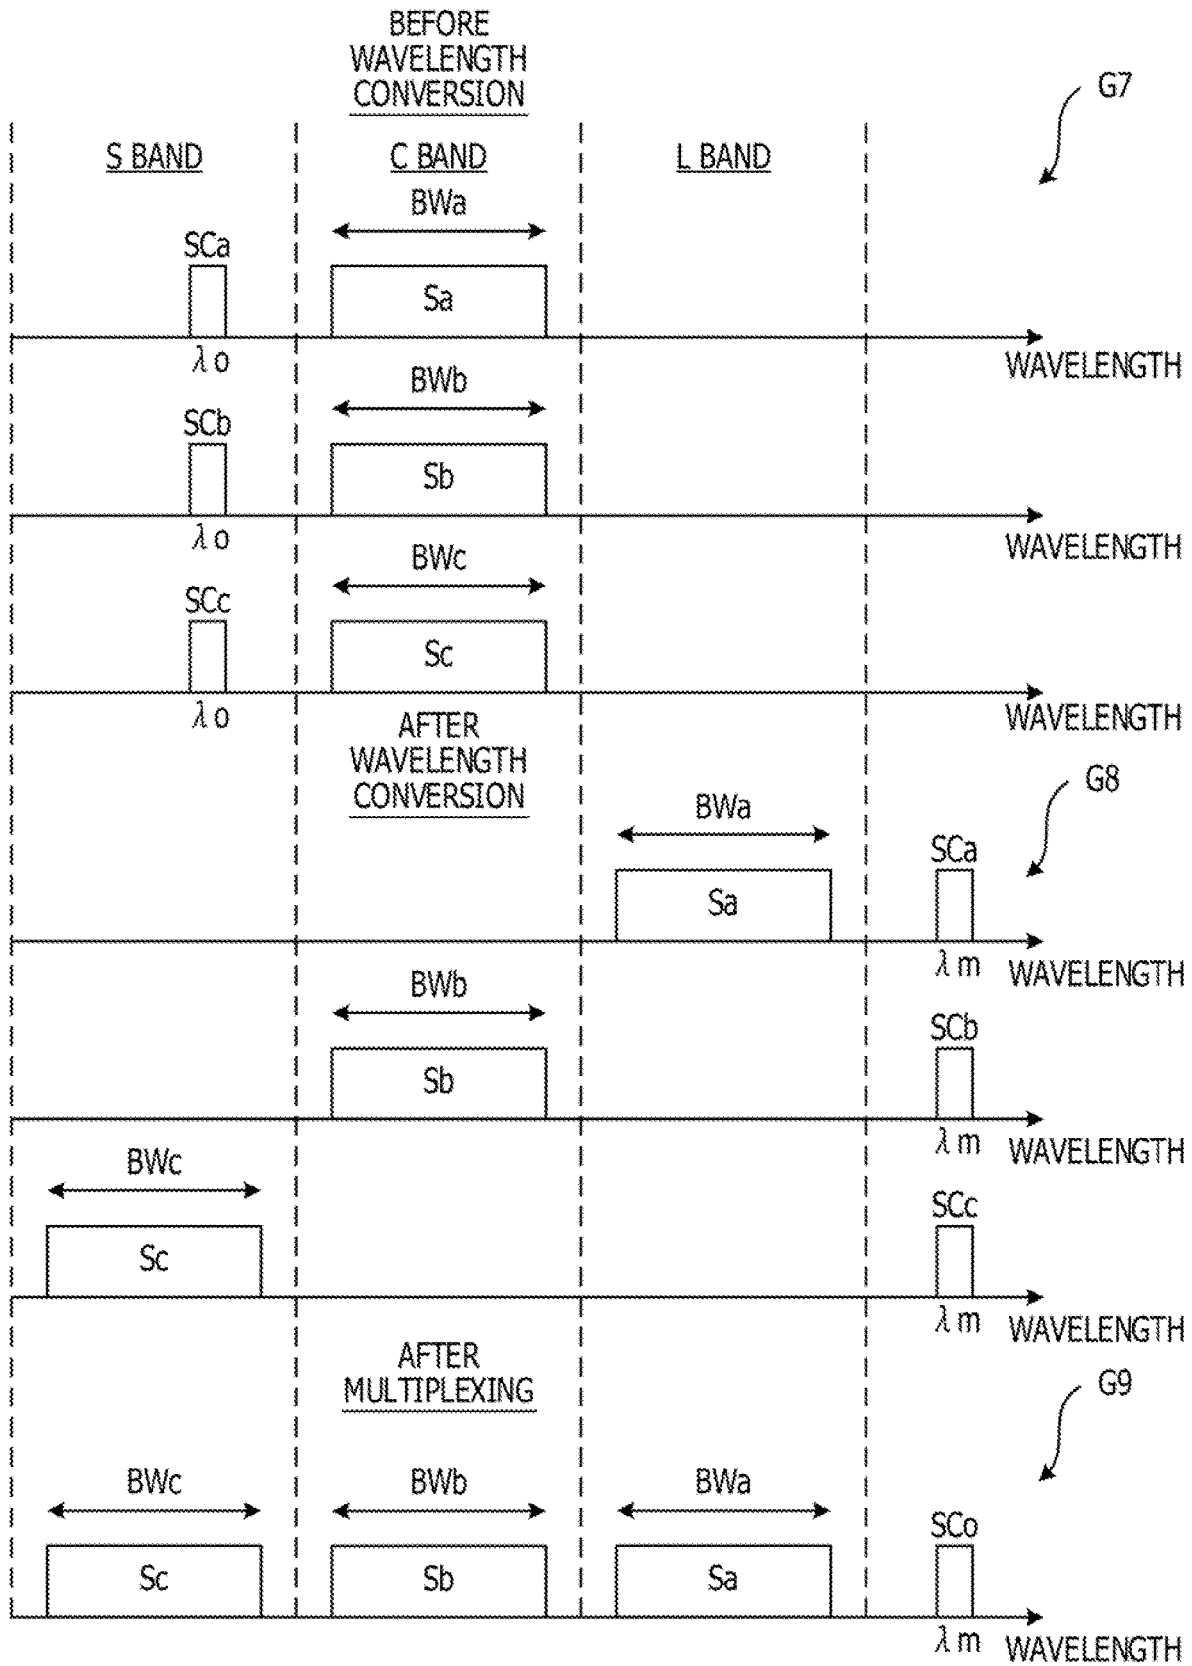 BEFORE
WAVELENGTH
CONVERSION
G7
S BAND
C BAND
L BAND
BWa
SCa
Sa
λo
WAVELENGTH
BWb
SCb
Sb
λo
WAVELENGTH
BWc
SCc
Sc
λo
WAVELENGTH
AFTER
WAVELENGTH
CONVERSION
G8
BWa
SCa
Sa
λm
WAVELENGTH
BWb
SCb
Sb
λm
WAVELENGTH
BWc
SCc
Sc
λm
WAVELENGTH
AFTER
MULTIPLEXING
G9
BWc
BWb
BWa
SCo
Sc
Sb
Sa
λm
WAVELENGTH